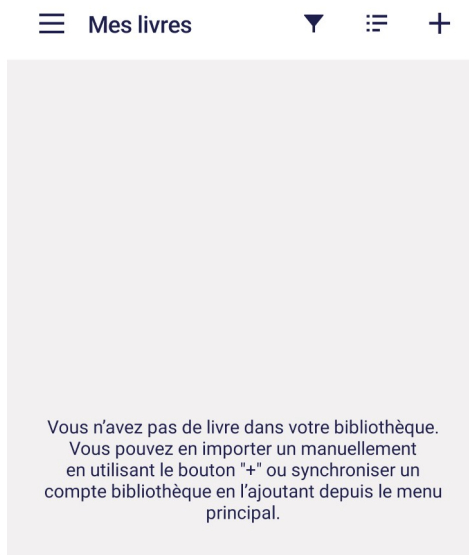 Mes livres
Vous n’avez pas de livre dans votre bibliothèque.
Vous pouvez en importer un manuellement
en utilisant le bouton "+" ou synchroniser un
compte bibliothèque en l’ajoutant depuis le menu
principal.